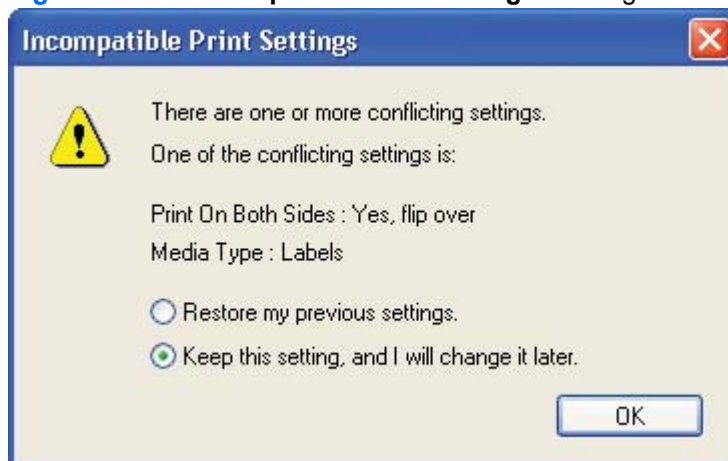 Incompatible Print Settings
There are one or more conflicting settings.
One of the conflicting settings is:
Print On Both Sides : Yes, flip over
Media Type : Labels
Restore my previous settings.
Keep this setting, and I will change it later.
OK